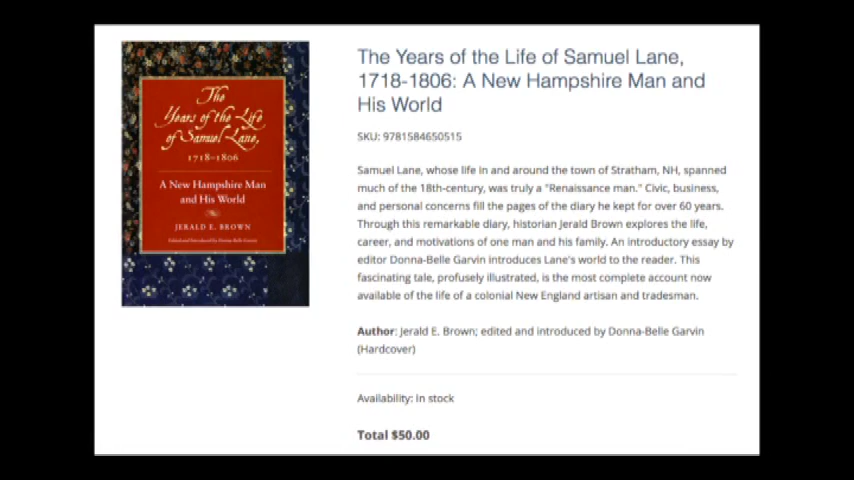 The
Years of the Life
of Samuel Lane,
1718–1806
A New Hampshire Man
and His World
JERALD E. BROWN
Edited and Introduced by Donna-Belle Garvin
The Years of the Life of Samuel Lane,
1718-1806: A New Hampshire Man and
His World
SKU: 9781584650515
Samuel Lane, whose life in and around the town of Stratham, NH, spanned
much of the 18th-century, was truly a "Renaissance man." Civic, business,
and personal concerns fill the pages of the diary he kept for over 60 years.
Through this remarkable diary, historian Jerald Brown explores the life,
career, and motivations of one man and his family. An introductory essay by
editor Donna-Belle Garvin introduces Lane's world to the reader. This
fascinating tale, profusely illustrated, is the most complete account now
available of the life of a colonial New England artisan and tradesman.
Author: Jerald E. Brown; edited and introduced by Donna-Belle Garvin
(Hardcover)
Availability: In stock
Total $50.00